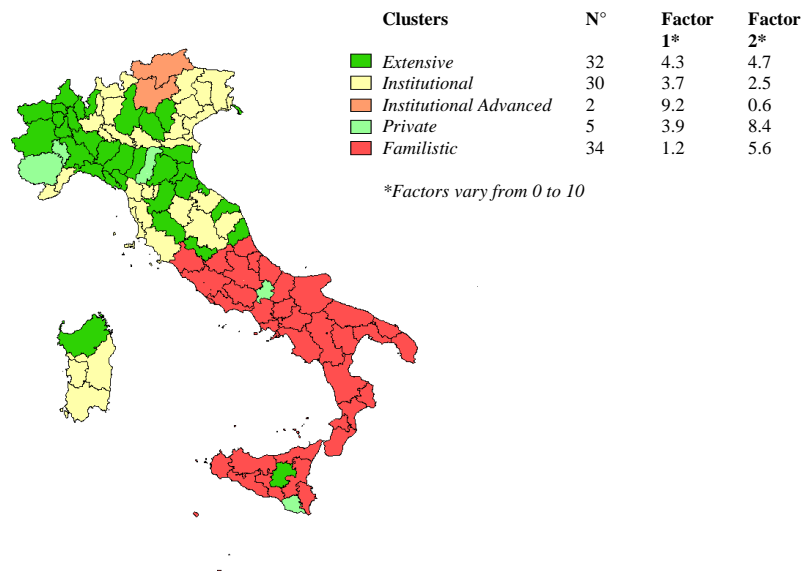 Clusters N° Factor 1* Factor 2*
Extensive 32 4.3 4.7
Institutional 30 3.7 2.5
Institutional Advanced 2 9.2 0.6
Private 5 3.9 8.4
Familistic 34 1.2 5.6
*Factors vary from 0 to 10